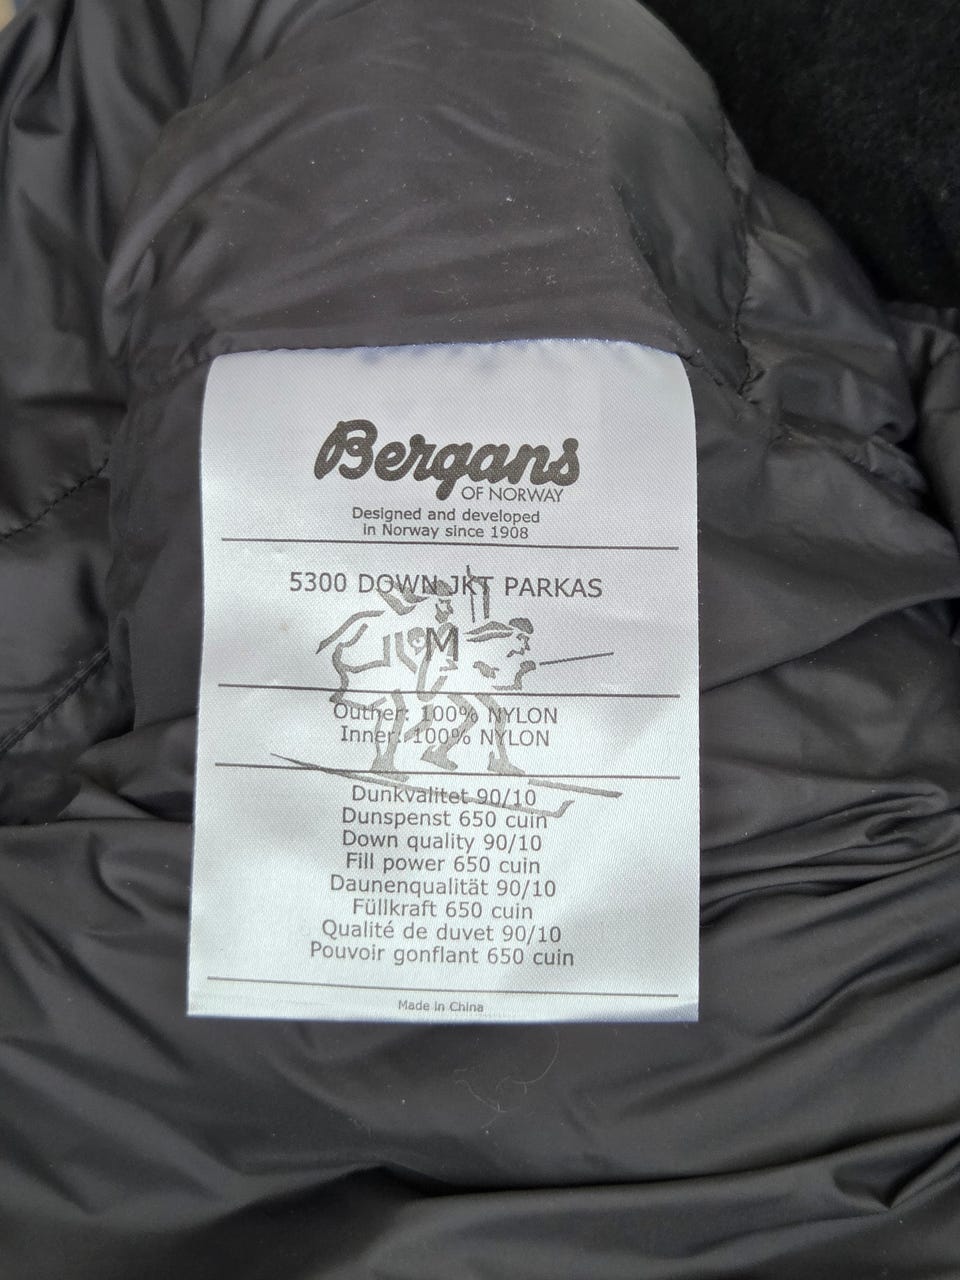 Bergans
OF NORWAY
Designed and developed
in Norway since 1908
5300 DOWN JKT PARKAS
M
Outher: 100% NYLON
Inner: 100% NYLON
Dunkvalitet 90/10
Dunspenst 650 cuin
Down quality 90/10
Fill power 650 cuin
Daunenqualität 90/10
Füllkraft 650 cuin
Qualité de duvet 90/10
Pouvoir gonflant 650 cuin
Made in China